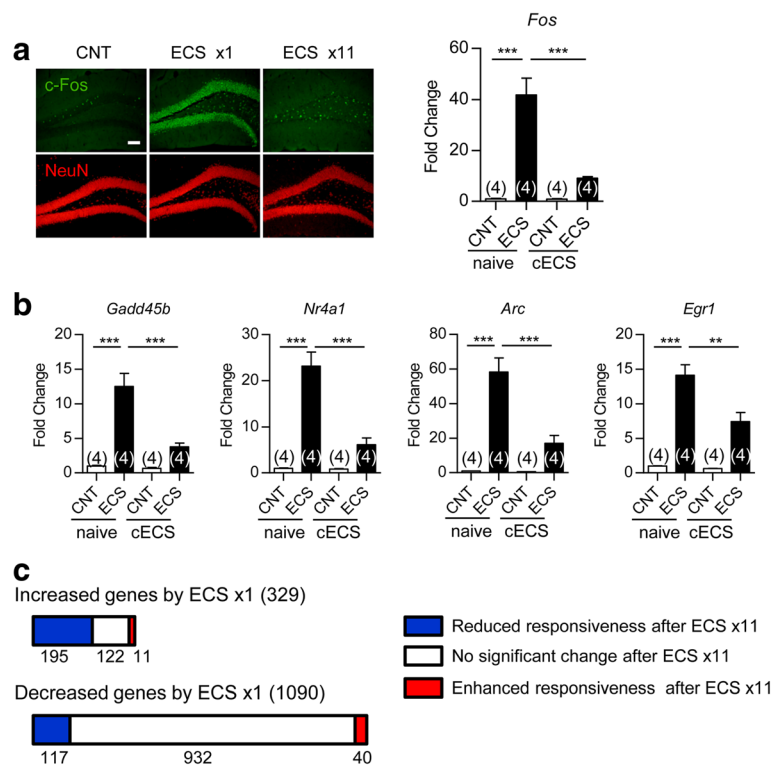 a
CNT ECS x1 ECS x11
c-Fos
NeuN
Fos
Fold Change
60
40
20
0
*** ***
(4) (4) (4) (4)
CNT ECS CNT ECS
naive cECS
b
Gadd45b
Fold Change
20
15
10
5
0
*** ***
(4) (4) (4) (4)
CNT ECS CNT ECS
naive cECS
Nr4a1
Fold Change
30
20
10
0
*** ***
(4) (4) (4) (4)
CNT ECS CNT ECS
naive cECS
Arc
Fold Change
80
60
40
20
0
*** ***
(4) (4) (4) (4)
CNT ECS CNT ECS
naive cECS
Egr1
Fold Change
20
15
10
5
0
*** **
(4) (4) (4) (4)
CNT ECS CNT ECS
naive cECS
c
Increased genes by ECS x1 (329)
195 122 11
Decreased genes by ECS x1 (1090)
117 932 40
Reduced responsiveness after ECS x11
No significant change after ECS x11
Enhanced responsiveness after ECS x11